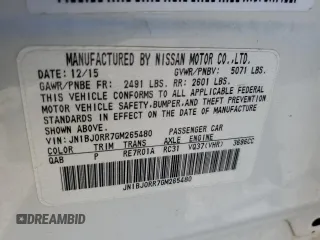 MANUFACTURED BY NISSAN MOTOR CO.,LTD.
DATE: 12/15 GVWR/PNBV: 5071 LBS.
GAWR/PNBE FR: 2491 LBS. RR: 2601 LBS.
THIS VEHICLE CONFORMS TO ALL APPLICABLE
FEDERAL MOTOR VEHICLE SAFETY, BUMPER, AND THEFT PREVENTION
STANDARDS IN EFFECT ON THE DATE OF MANUFACTURE SHOWN
ABOVE.
VIN: JN1BJ0RR7GM265480 PASSENGER CAR
COLOR TRIM TRANS AXLE ENGINE
QAB P RE7R01A RC31 VQ37(VHR) 3696CC
JN1BJ0RR7GM265480
AutoHelperBot.com